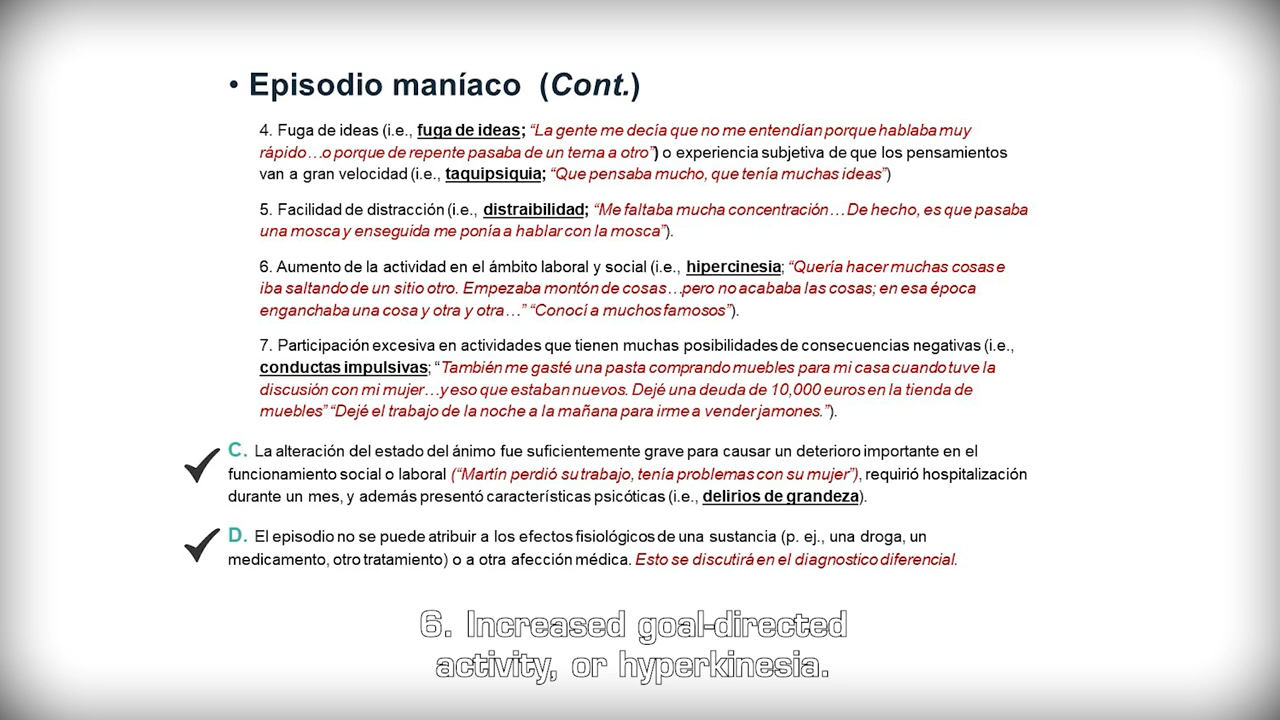 • Episodio maníaco (Cont.)
4. Fuga de ideas (i.e., fuga de ideas; “La gente me decía que no me entendían porque hablaba muy
rápido…o porque de repente pasaba de un tema a otro”) o experiencia subjetiva de que los pensamientos
van a gran velocidad (i.e., taquipsiquia; “Que pensaba mucho, que tenía muchas ideas”)
5. Facilidad de distracción (i.e., distraibilidad; “Me faltaba mucha concentración…De hecho, es que pasaba
una mosca y enseguida me ponía a hablar con la mosca”).
6. Aumento de la actividad en el ámbito laboral y social (i.e., hipercinesia; “Quería hacer muchas cosas e
iba saltando de un sitio otro. Empezaba montón de cosas…pero no acababa las cosas; en esa época
enganchaba una cosa y otra y otra…” “Conocí a muchos famosos”).
7. Participación excesiva en actividades que tienen muchas posibilidades de consecuencias negativas (i.e.,
conductas impulsivas; “También me gasté una pasta comprando muebles para mi casa cuando tuve la
discusión con mi mujer…y eso que estaban nuevos. Dejé una deuda de 10,000 euros en la tienda de
muebles” “Dejé el trabajo de la noche a la mañana para irme a vender jamones.”).
C. La alteración del estado del ánimo fue suficientemente grave para causar un deterioro importante en el
funcionamiento social o laboral (“Martín perdió su trabajo, tenía problemas con su mujer”), requirió hospitalización
durante un mes, y además presentó características psicóticas (i.e., delirios de grandeza).
D. El episodio no se puede atribuir a los efectos fisiológicos de una sustancia (p. ej., una droga, un
medicamento, otro tratamiento) o a otra afección médica. Esto se discutirá en el diagnostico diferencial.
6. Increased goal-directed
activity, or hyperkinesia.